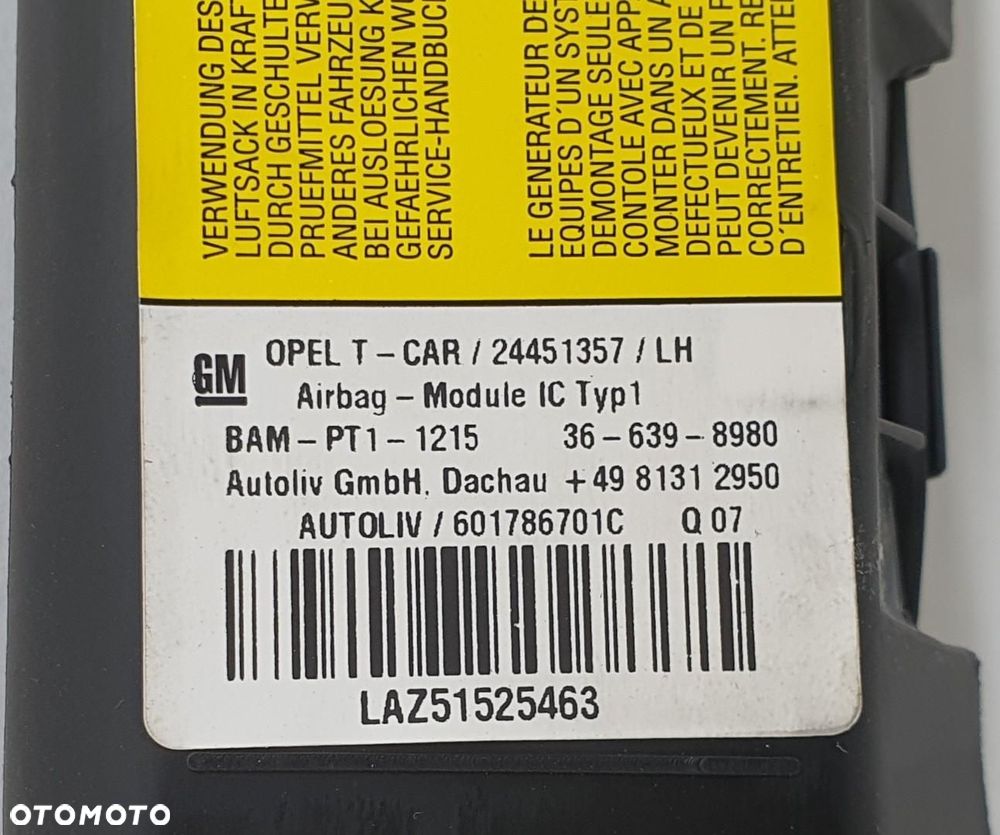 VERWENDUNG DES
LUFTSACK IN KRAFT
DURCH GESCHULTE
PRUEFMITTEL VERW
ANDERES FAHRZEU
BEI AUSLOESUNG K
GEFAEHRLICHEN WE
SERVICE-HANDBUCH
LE GENERATEUR DE
EQUIPES D'UN SYST
DEMONTAGE SEULE
CONTOLE AVEC APP
MONTER DANS UN A
DEFECTUEUX ET DE
PEUT DEVENIR UN F
CORRECTEMENT. RE
D'ENTRETIEN. ATTE
GM
OPEL T-CAR / 24451357 / LH
Airbag - Module IC Typ1
BAM-PT1-1215 36-639-8980
Autoliv GmbH, Dachau +49 8131 2950
AUTOLIV / 601786701C Q 07
LAZ51525463
OTOMOTO